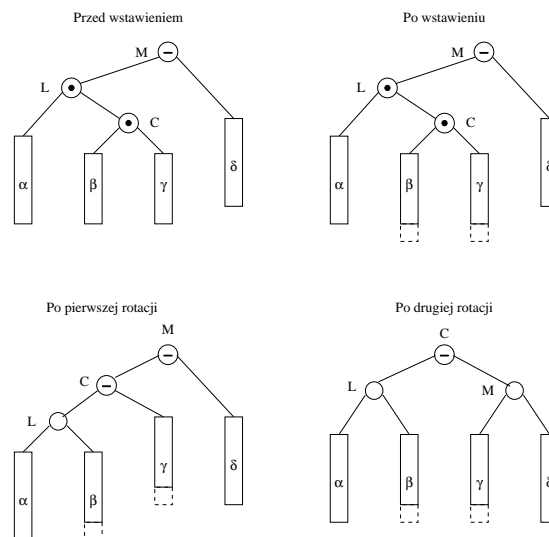 Przed wstawieniem
Po wstawieniu
M
M
L
L
C
C
α
β
γ
δ
α
β
γ
δ
Po pierwszej rotacji
Po drugiej rotacji
M
C
C
L
M
L
α
β
γ
δ
α
β
γ
δ